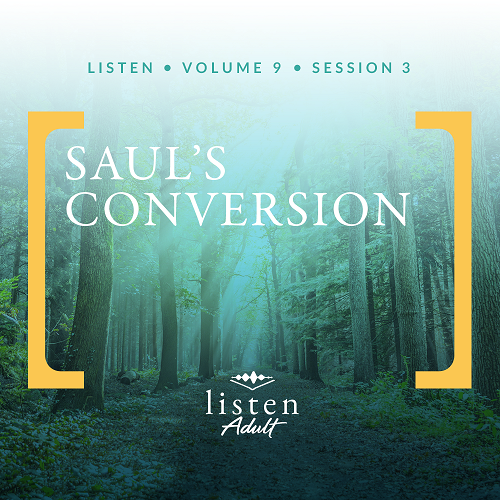 LISTEN • VOLUME 9 • SESSION 3
SAUL’S
CONVERSION
listen
Adult